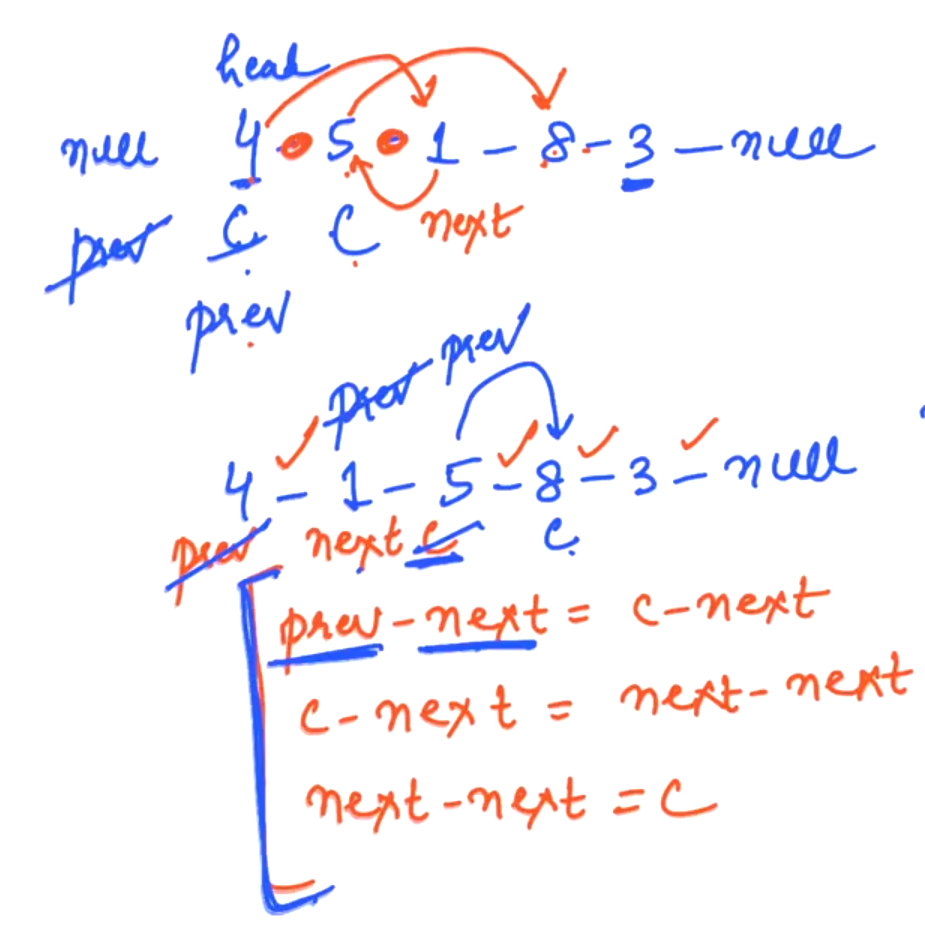 head
null 4 5 1 - 8 - 3 - null
prev C C next
prev
prev prev
4 - 1 - 5 - 8 - 3 - null
prev next c c
prev - next = c - next
c - next = next - next
next - next = c